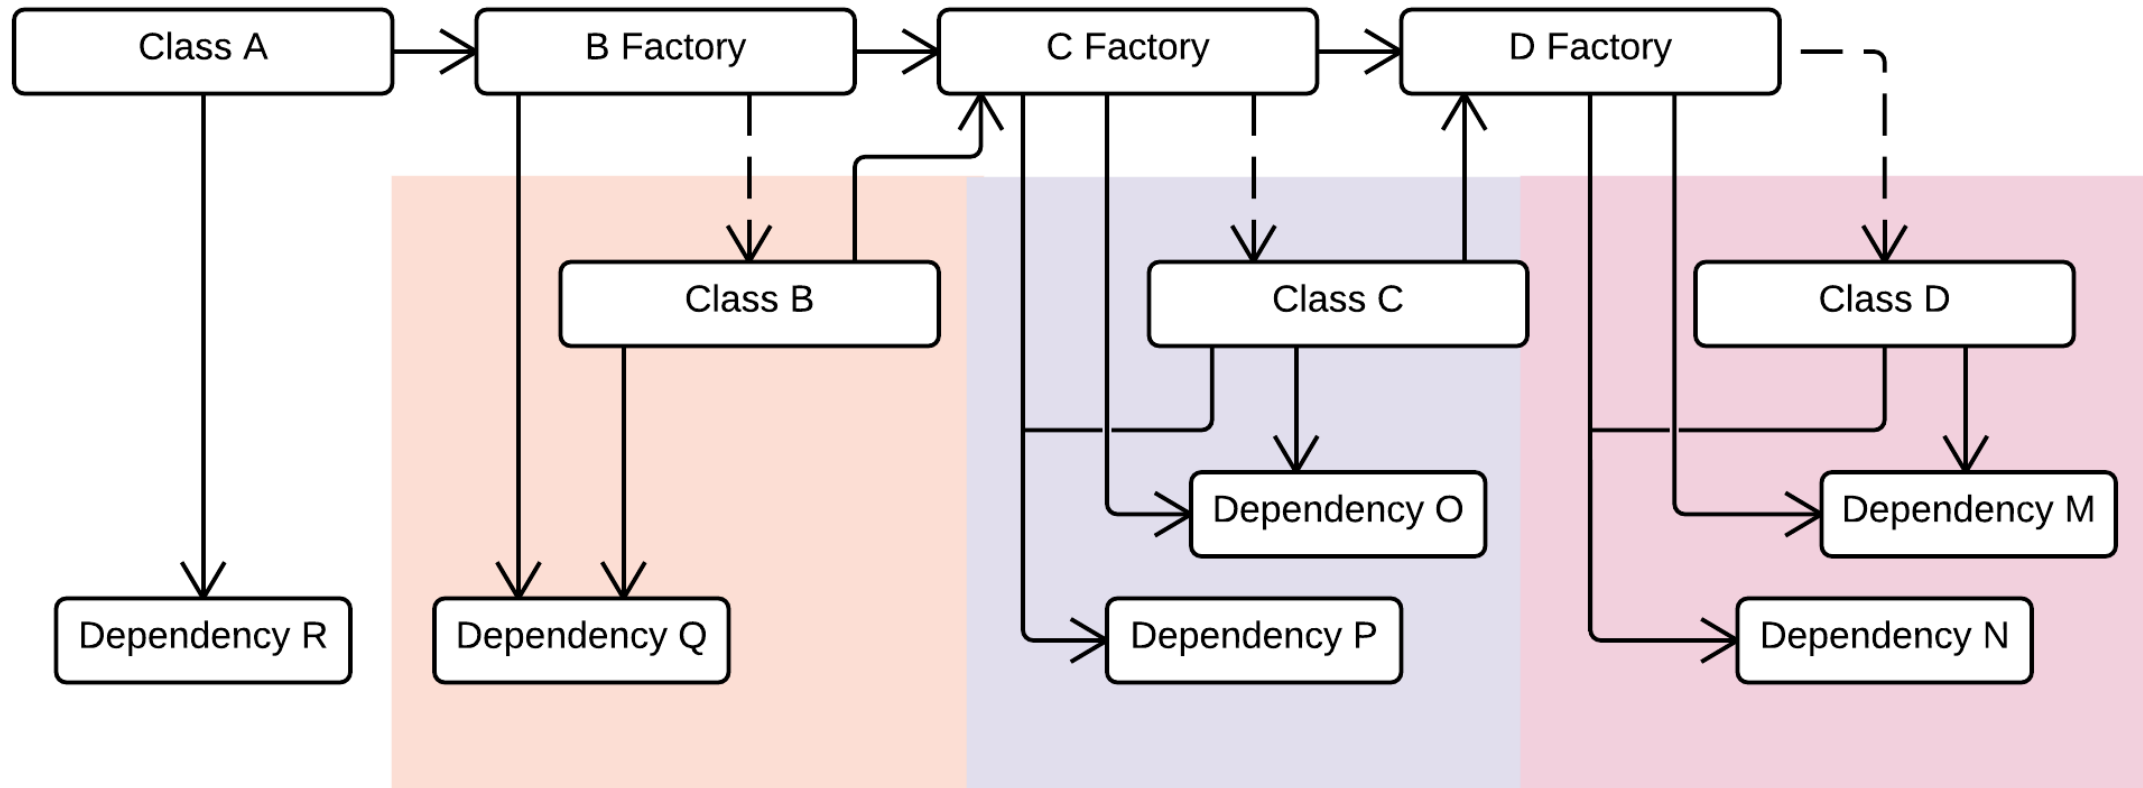 Class A
B Factory
C Factory
D Factory
Class B
Class C
Class D
Dependency O
Dependency M
Dependency R
Dependency Q
Dependency P
Dependency N